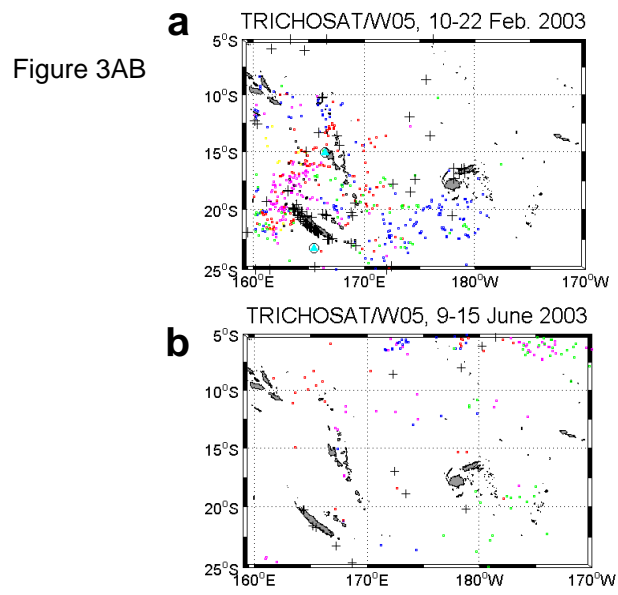 Figure 3AB
a
TRICHOSAT/W05, 10-22 Feb. 2003
5°S
10°S
15°S
20°S
25°S
160°E 170°E 180°W 170°W
b
TRICHOSAT/W05, 9-15 June 2003
5°S
10°S
15°S
20°S
25°S
160°E 170°E 180°W 170°W